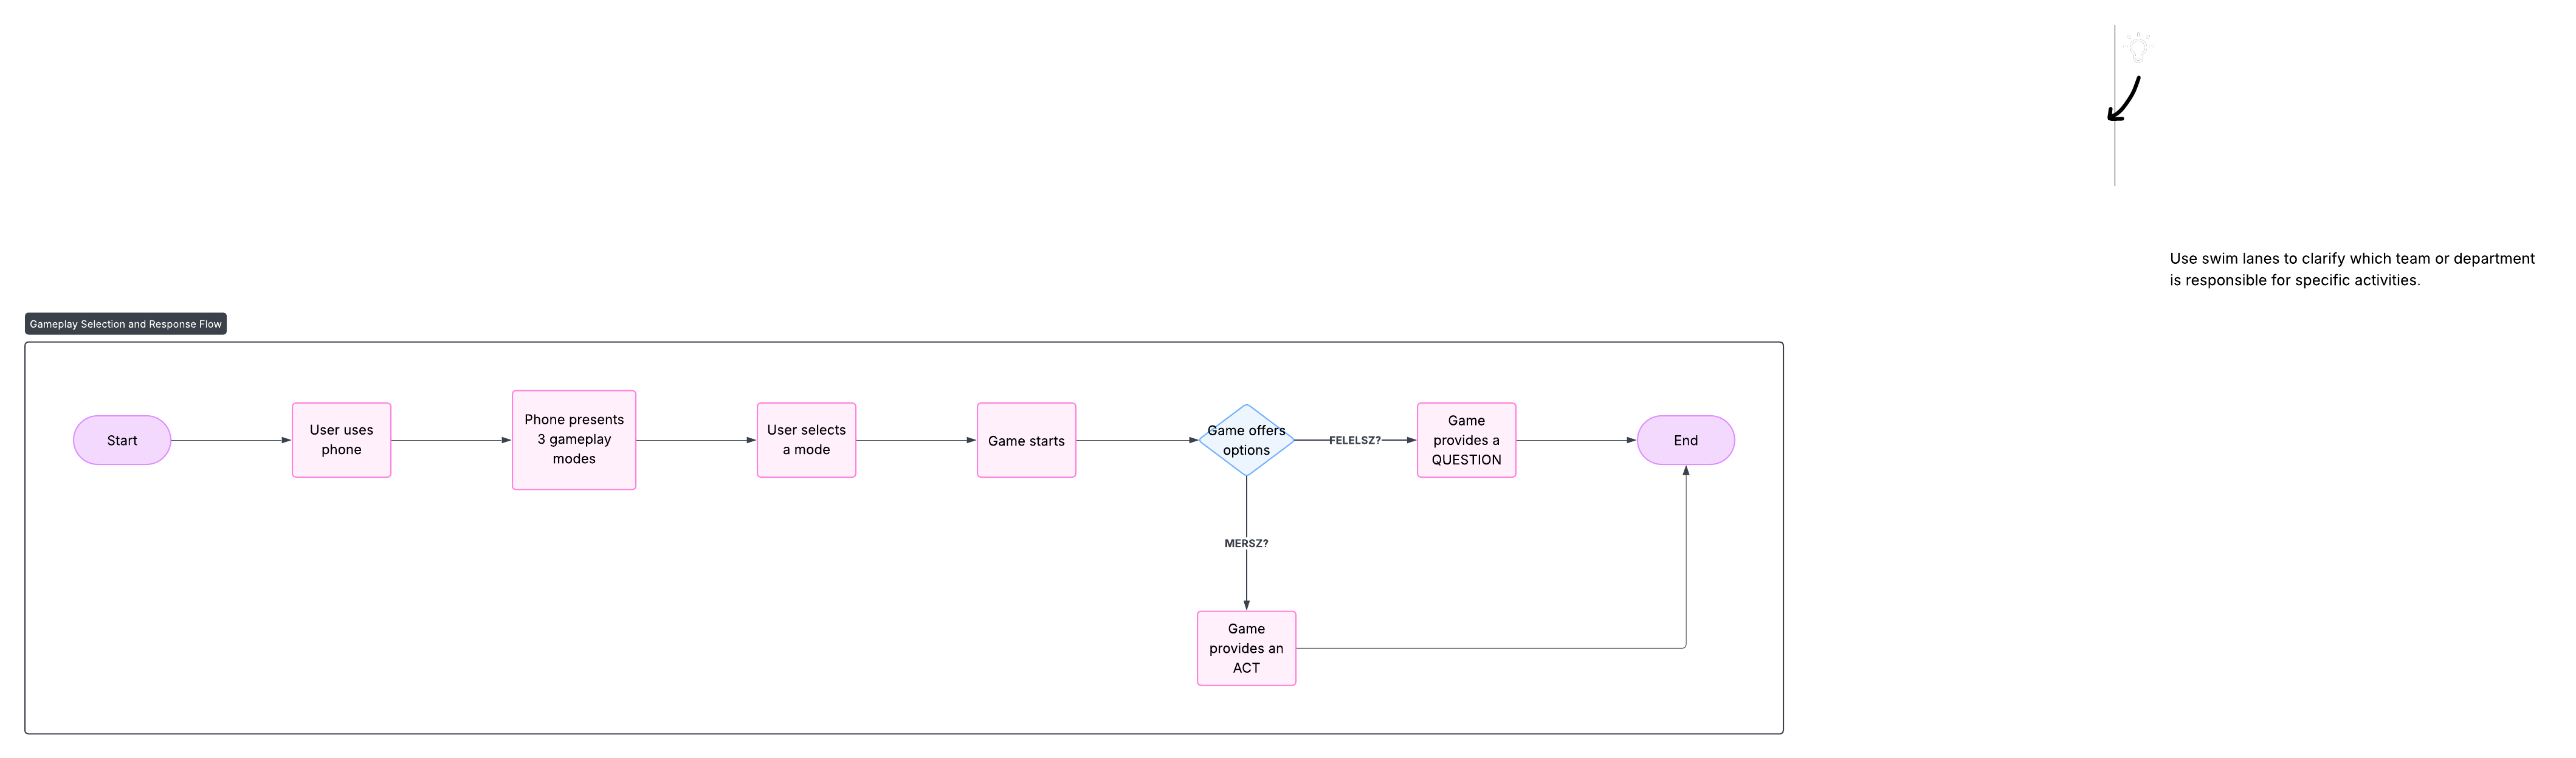 Use swim lanes to clarify which team or department
is responsible for specific activities.
Gameplay Selection and Response Flow
Start
User uses
phone
Phone presents
3 gameplay
modes
User selects
a mode
Game starts
Game offers
options
FELELSZ?
Game
provides a
QUESTION
End
MERSZ?
Game
provides an
ACT